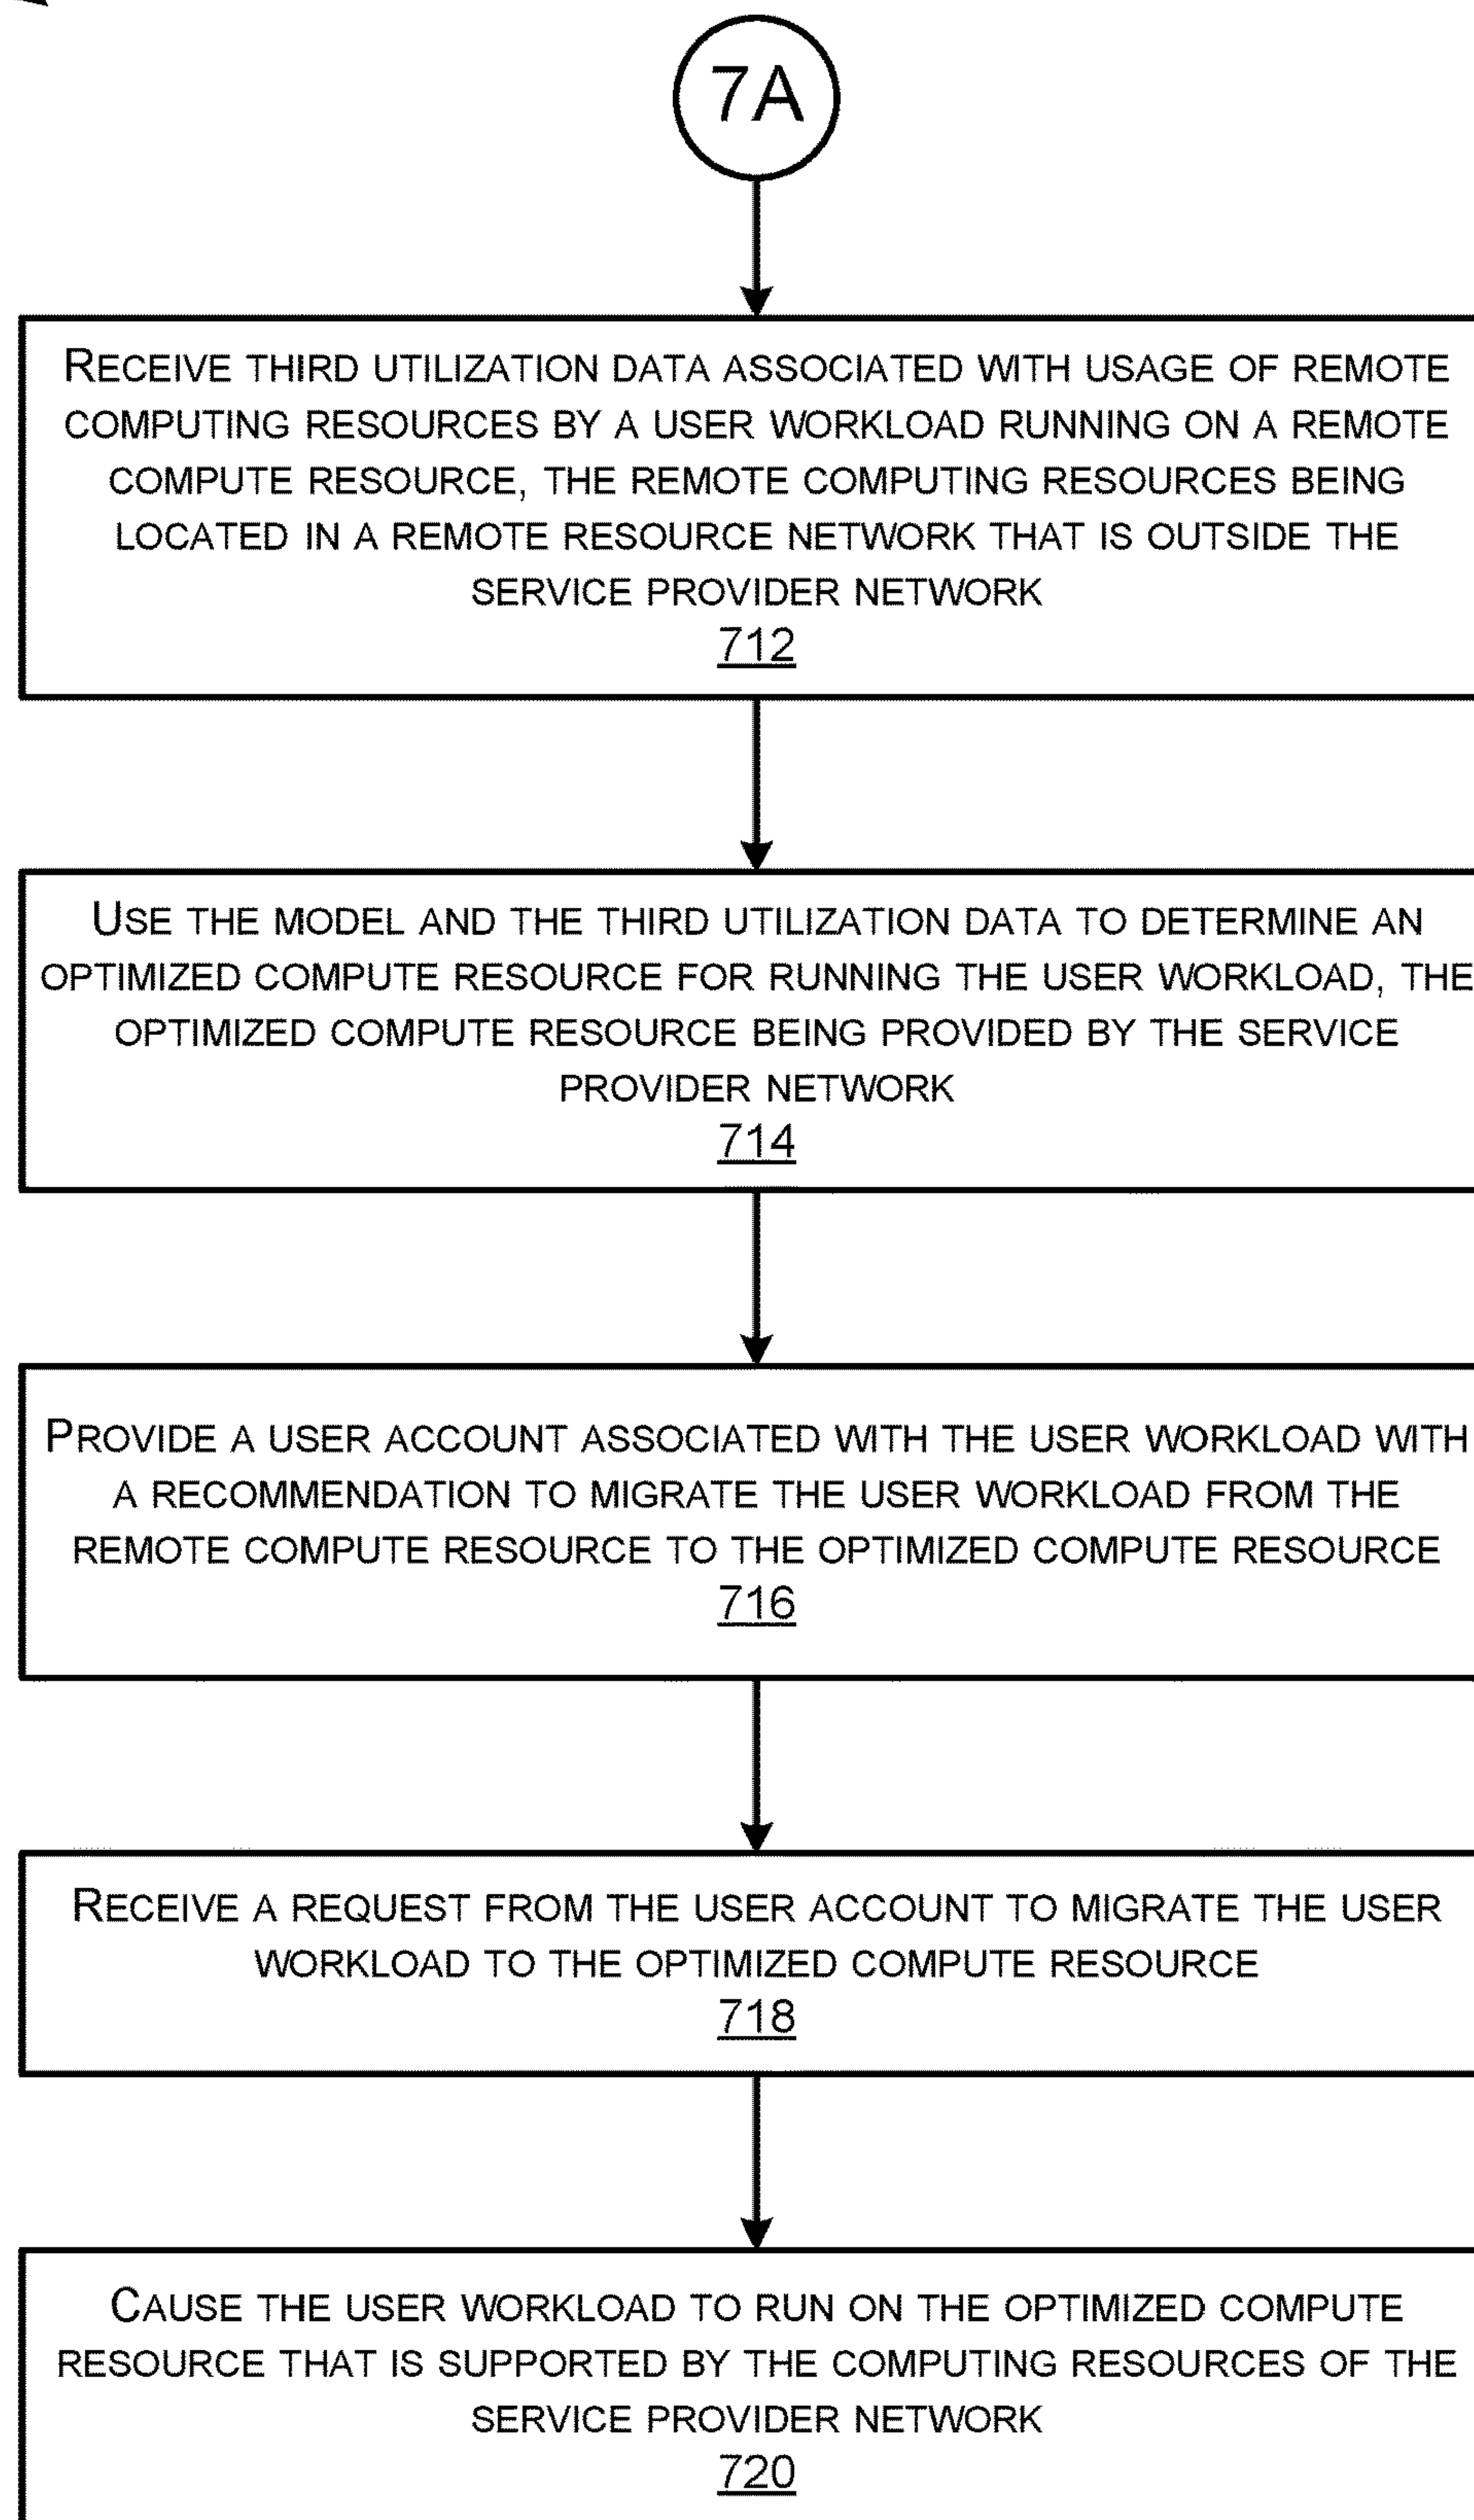 7A
RECEIVE THIRD UTILIZATION DATA ASSOCIATED WITH USAGE OF REMOTE
COMPUTING RESOURCES BY A USER WORKLOAD RUNNING ON A REMOTE
COMPUTE RESOURCE, THE REMOTE COMPUTING RESOURCES BEING
LOCATED IN A REMOTE RESOURCE NETWORK THAT IS OUTSIDE THE
SERVICE PROVIDER NETWORK
712
USE THE MODEL AND THE THIRD UTILIZATION DATA TO DETERMINE AN
OPTIMIZED COMPUTE RESOURCE FOR RUNNING THE USER WORKLOAD, THE
OPTIMIZED COMPUTE RESOURCE BEING PROVIDED BY THE SERVICE
PROVIDER NETWORK
714
PROVIDE A USER ACCOUNT ASSOCIATED WITH THE USER WORKLOAD WITH
A RECOMMENDATION TO MIGRATE THE USER WORKLOAD FROM THE
REMOTE COMPUTE RESOURCE TO THE OPTIMIZED COMPUTE RESOURCE
716
RECEIVE A REQUEST FROM THE USER ACCOUNT TO MIGRATE THE USER
WORKLOAD TO THE OPTIMIZED COMPUTE RESOURCE
718
CAUSE THE USER WORKLOAD TO RUN ON THE OPTIMIZED COMPUTE
RESOURCE THAT IS SUPPORTED BY THE COMPUTING RESOURCES OF THE
SERVICE PROVIDER NETWORK
720